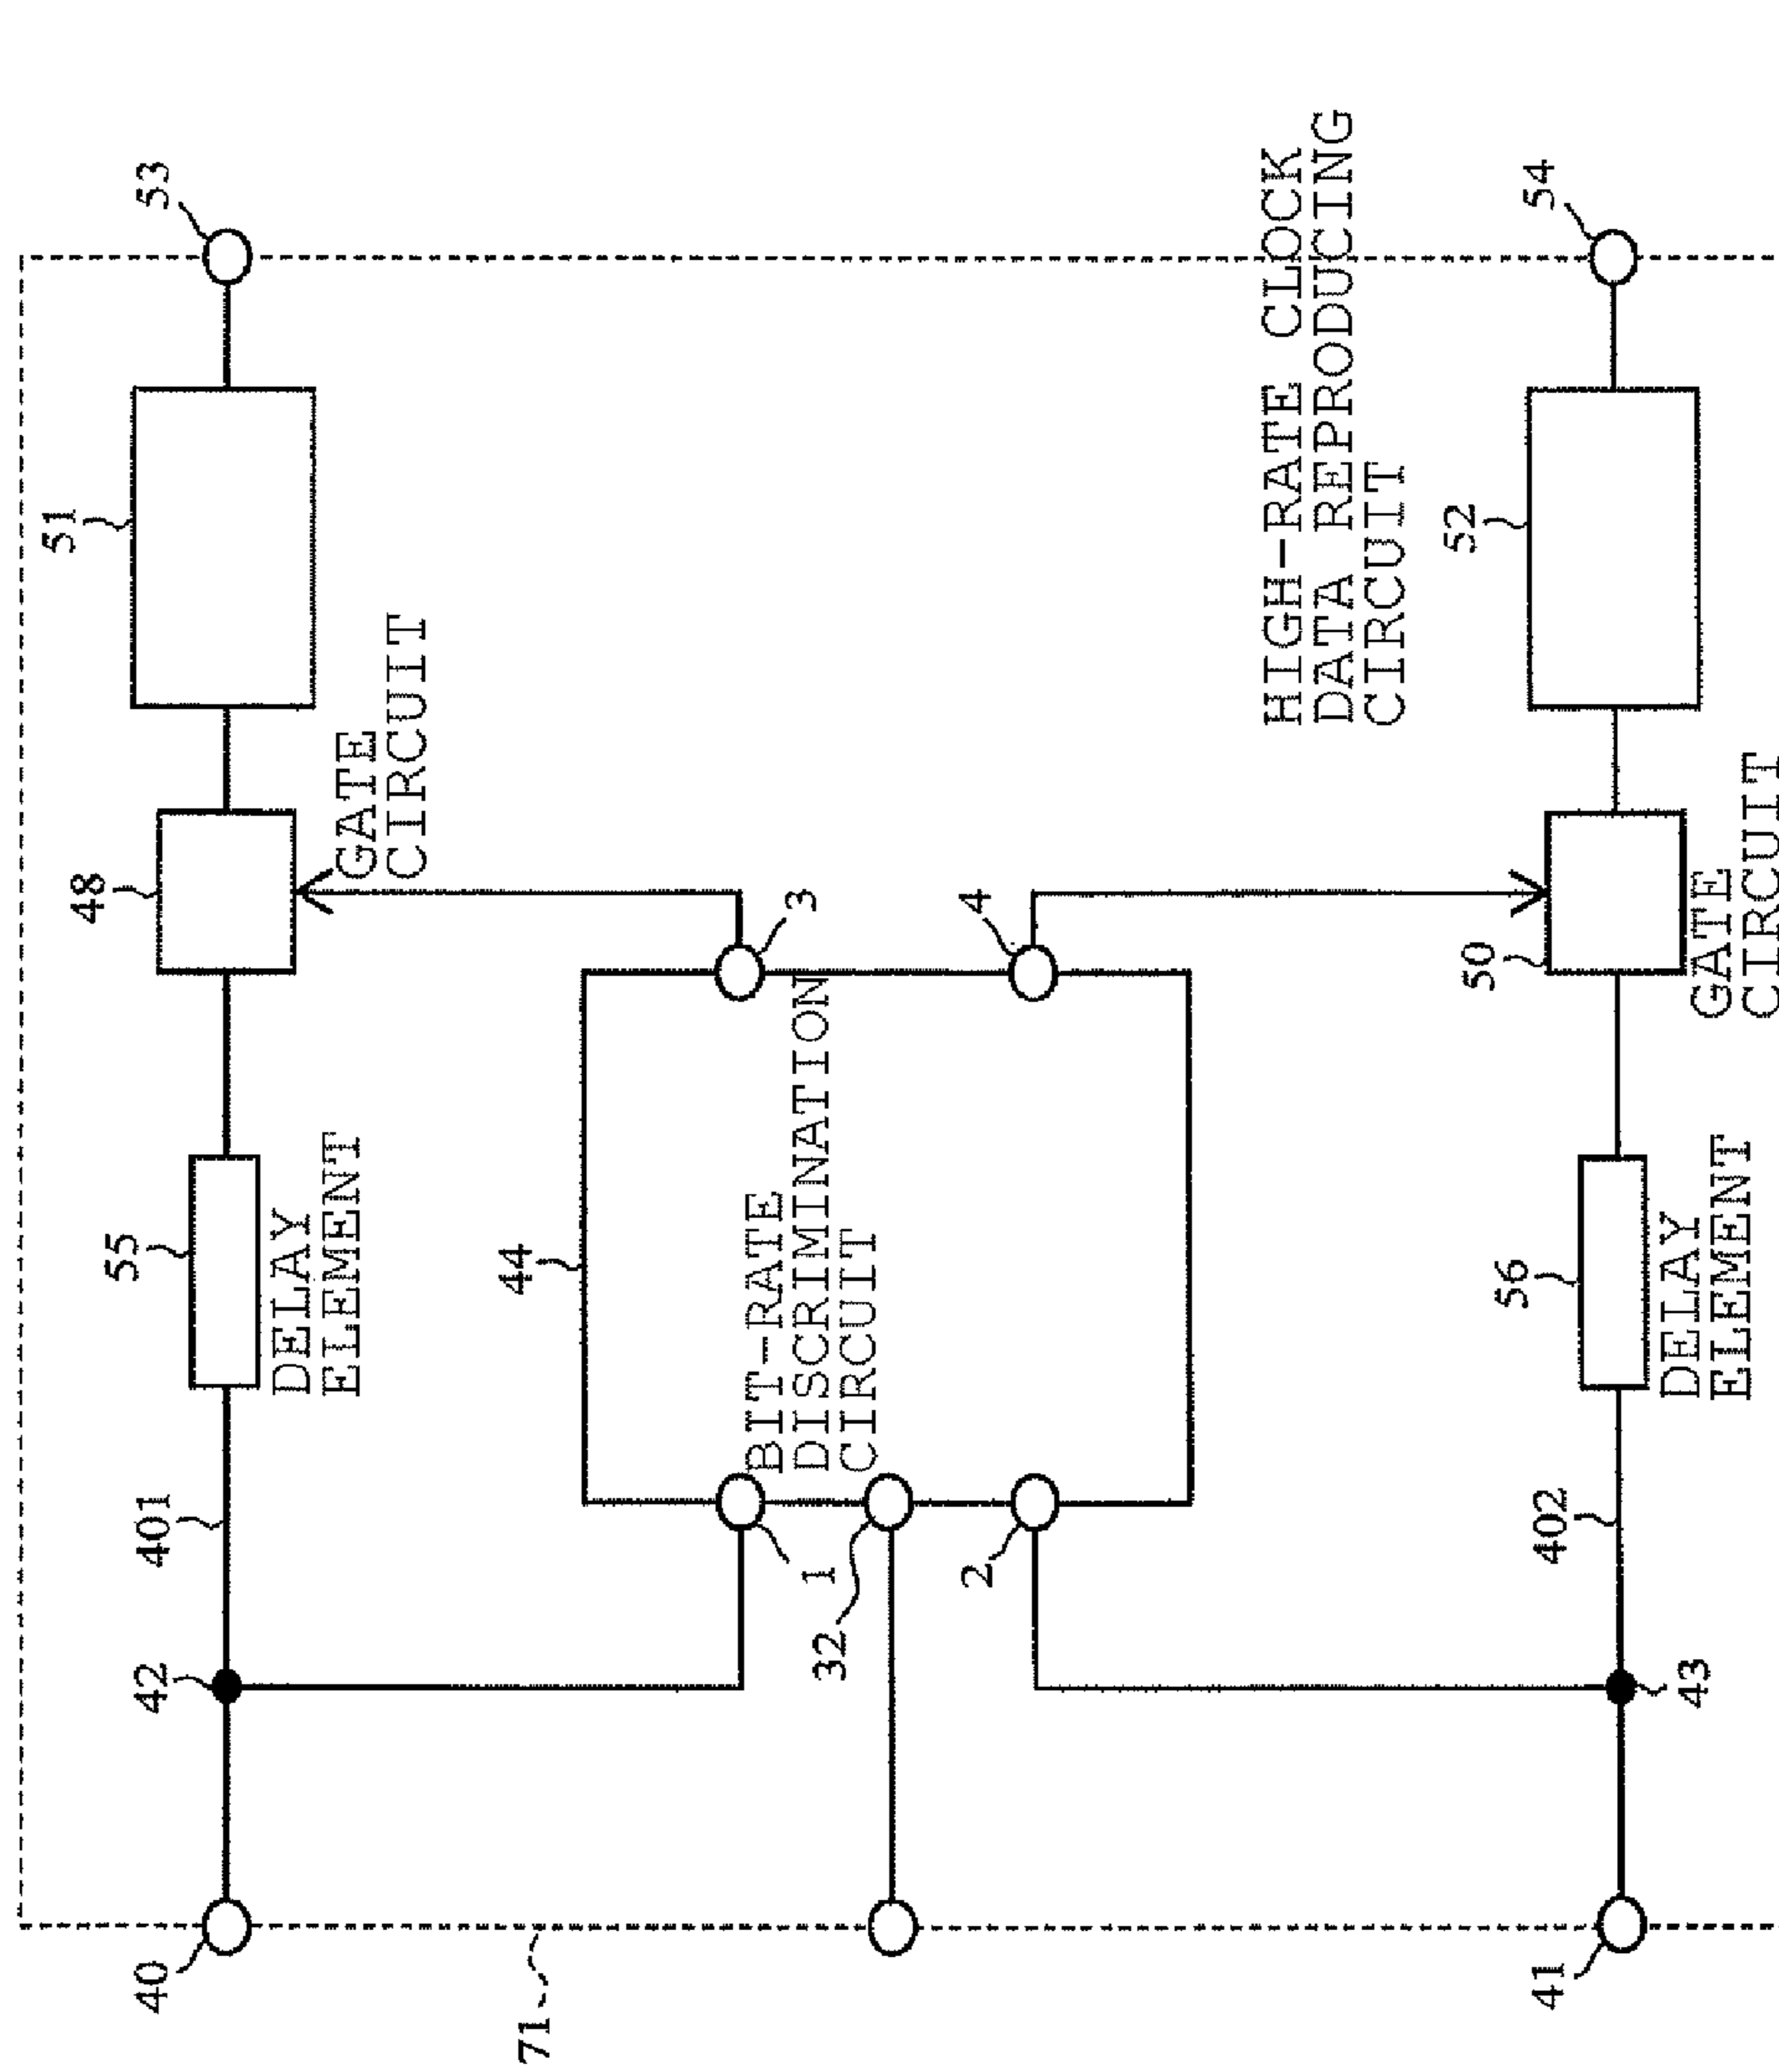 53
51
48
GATE
CIRCUIT
55
DELAY
ELEMENT
401
42
40
71
44
BIT-RATE
DISCRIMINATION
CIRCUIT
3
4
1
32
2
HIGH-RATE CLOCK
DATA REPRODUCING
CIRCUIT
54
52
50
GATE
CIRCUIT
56
DELAY
ELEMENT
402
43
41